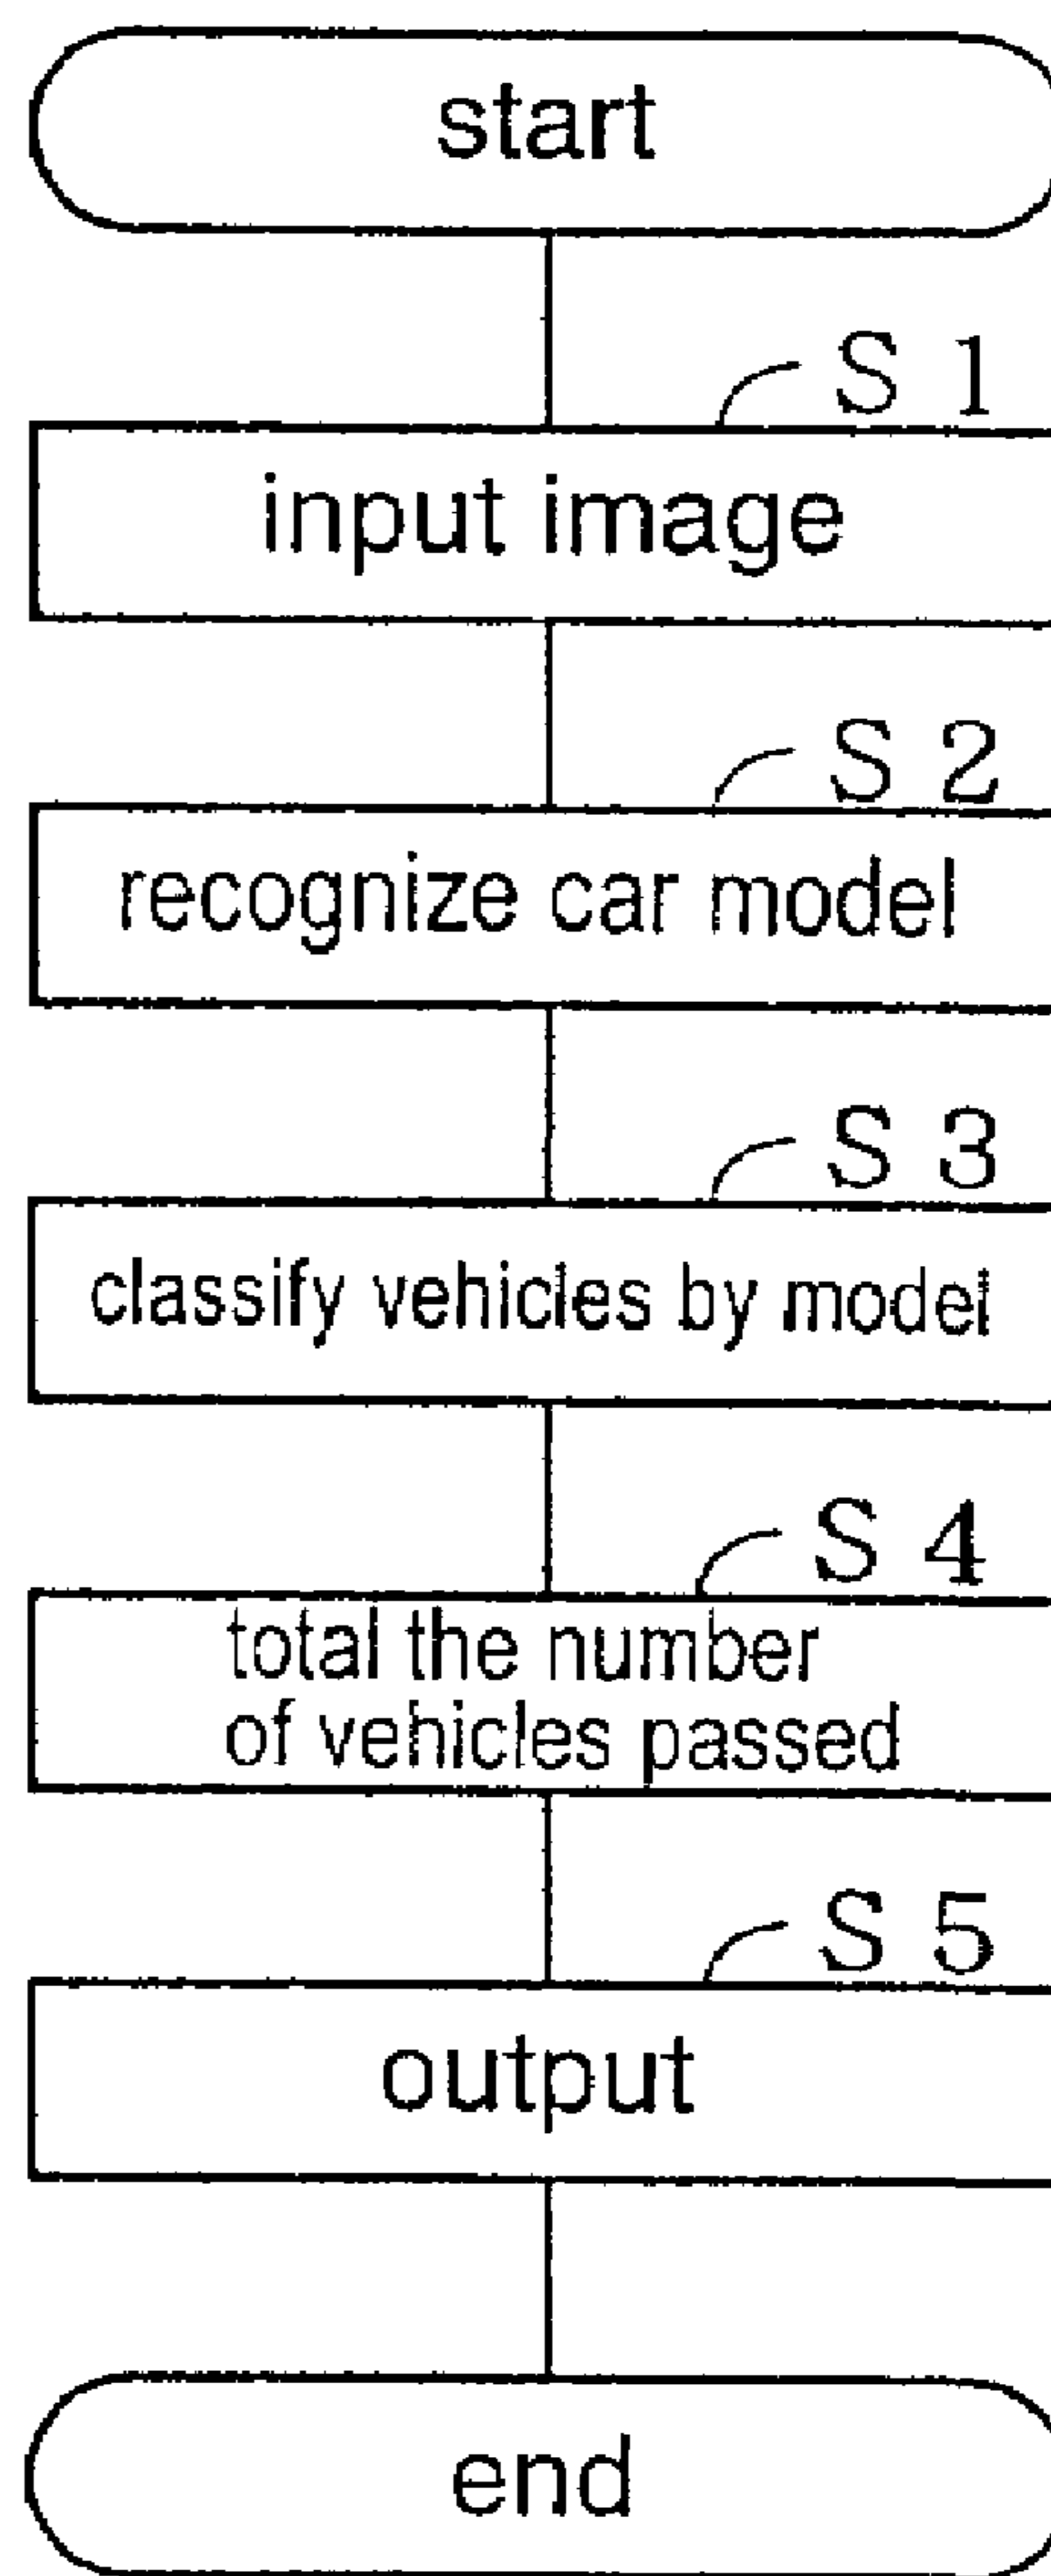 start
S 1
input image
S 2
recognize car model
S 3
classify vehicles by model
S 4
total the number
of vehicles passed
S 5
output
end